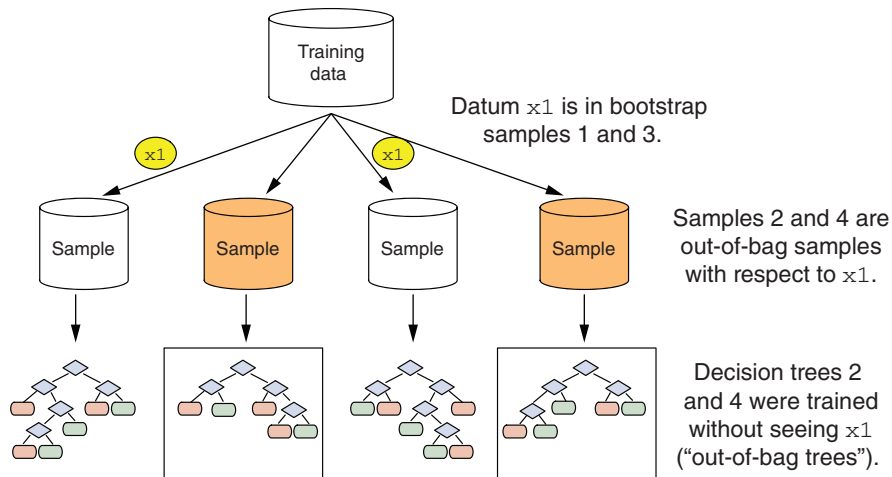 Training
data
Datum x1 is in bootstrap
samples 1 and 3.
x1
x1
Sample
Sample
Sample
Sample
Samples 2 and 4 are
out-of-bag samples
with respect to x1.
Decision trees 2
and 4 were trained
without seeing x1
(“out-of-bag trees”).